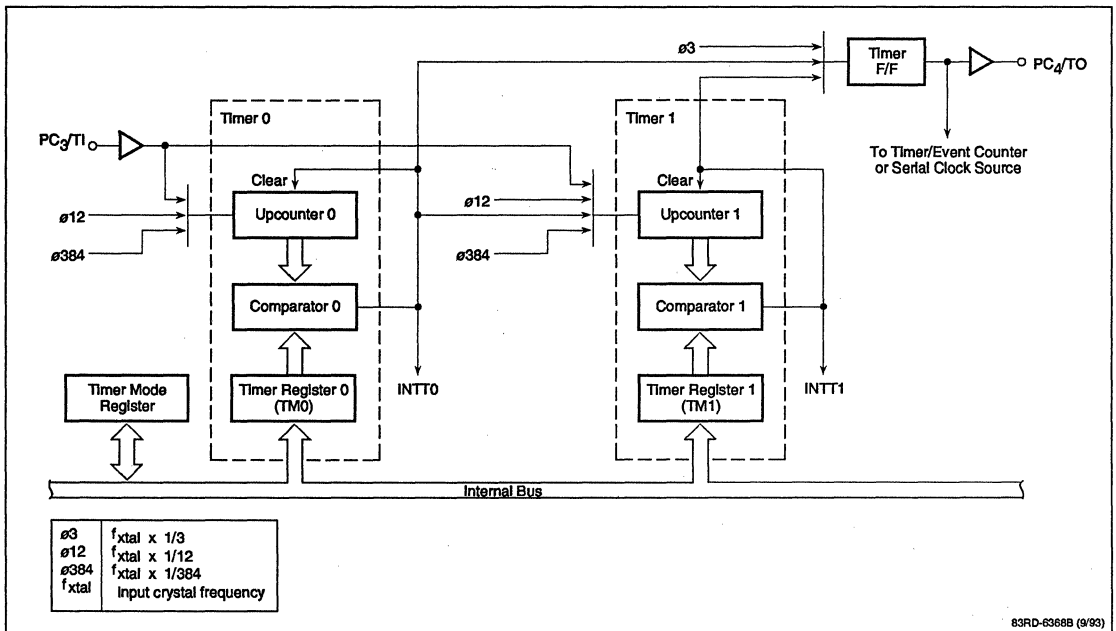 ø3
Timer
F/F
PC4/TO
To Timer/Event Counter
or Serial Clock Source
Timer 0
PC3/TI
Clear
ø12
Upcounter 0
ø384
Comparator 0
Timer Register 0
(TM0)
INTT0
Timer 1
Clear
ø12
Upcounter 1
ø384
Comparator 1
Timer Register 1
(TM1)
INTT1
Timer Mode
Register
Internal Bus
ø3 fxtal x 1/3
ø12 fxtal x 1/12
ø384 fxtal x 1/384
fxtal Input crystal frequency
83RD-6368B (9/93)